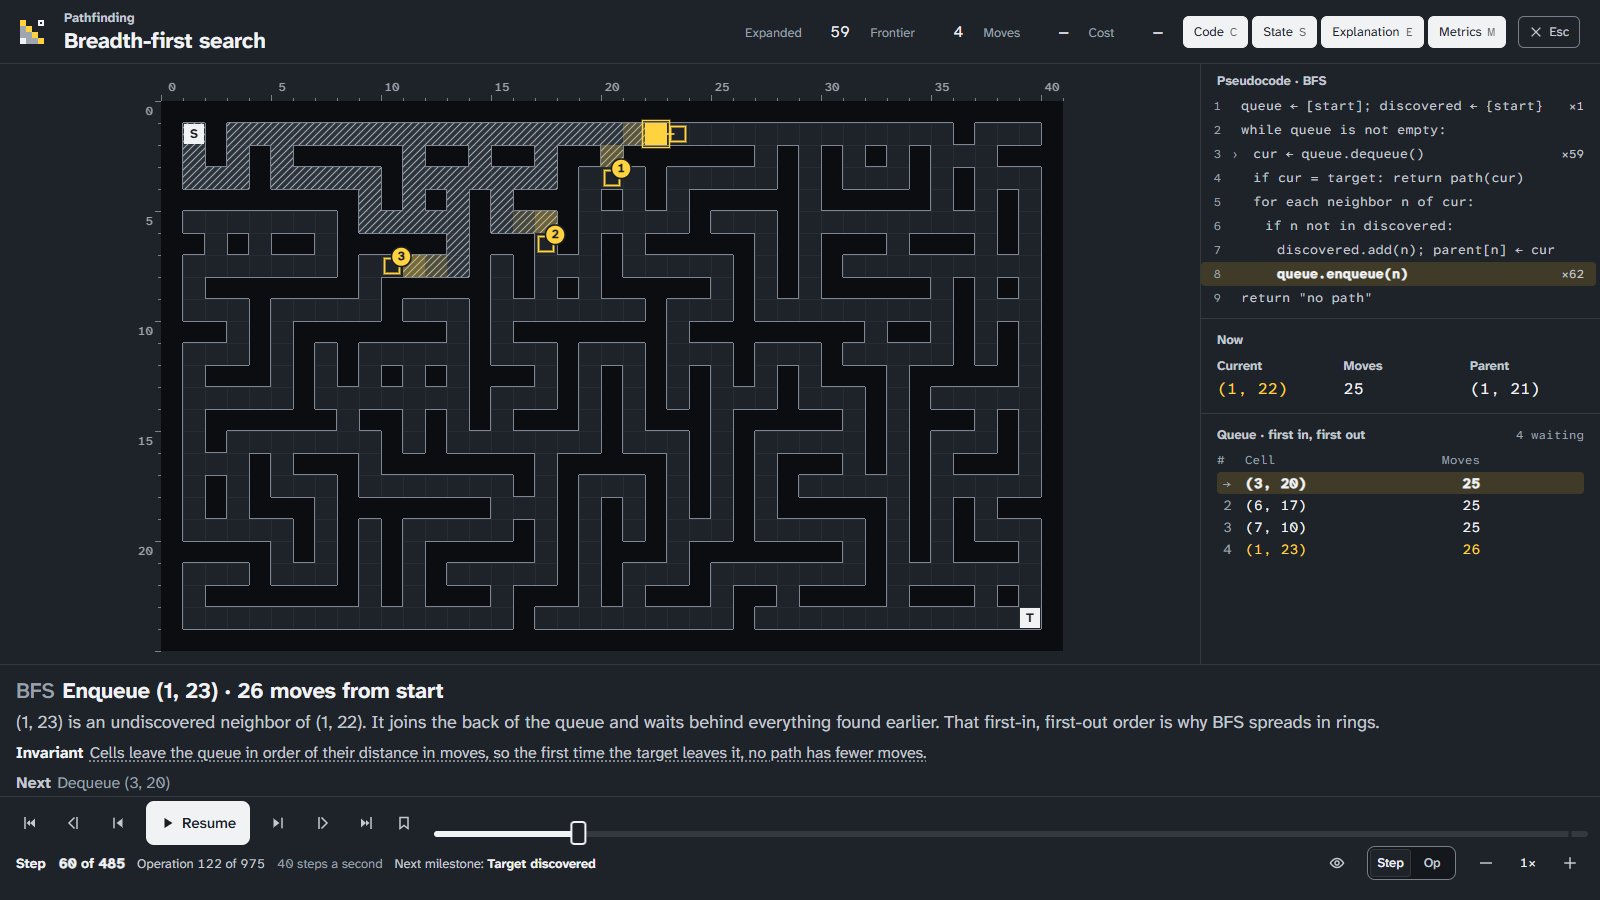 Pathfinding
Breadth-first search
Expanded 59 Frontier 4 Moves – Cost –
Code C State S Explanation E Metrics M Esc
0 5 10 15 20 25 30 35 40
0
5
10
15
20
S
1
2
3
T
Pseudocode · BFS
1 queue ← [start]; discovered ← {start} ×1
2 while queue is not empty:
3 › cur ← queue.dequeue() ×59
4 if cur = target: return path(cur)
5 for each neighbor n of cur:
6 if n not in discovered:
7 discovered.add(n); parent[n] ← cur
8 queue.enqueue(n) ×62
9 return "no path"
Now
Current Moves Parent
(1, 22) 25 (1, 21)
Queue · first in, first out 4 waiting
# Cell Moves
→ (3, 20) 25
2 (6, 17) 25
3 (7, 10) 25
4 (1, 23) 26
BFS Enqueue (1, 23) · 26 moves from start
(1, 23) is an undiscovered neighbor of (1, 22). It joins the back of the queue and waits behind everything found earlier. That first-in, first-out order is why BFS spreads in rings.
Invariant Cells leave the queue in order of their distance in moves, so the first time the target leaves it, no path has fewer moves.
Next Dequeue (3, 20)
Resume
Step 60 of 485 Operation 122 of 975 40 steps a second Next milestone: Target discovered
Step Op − 1× +